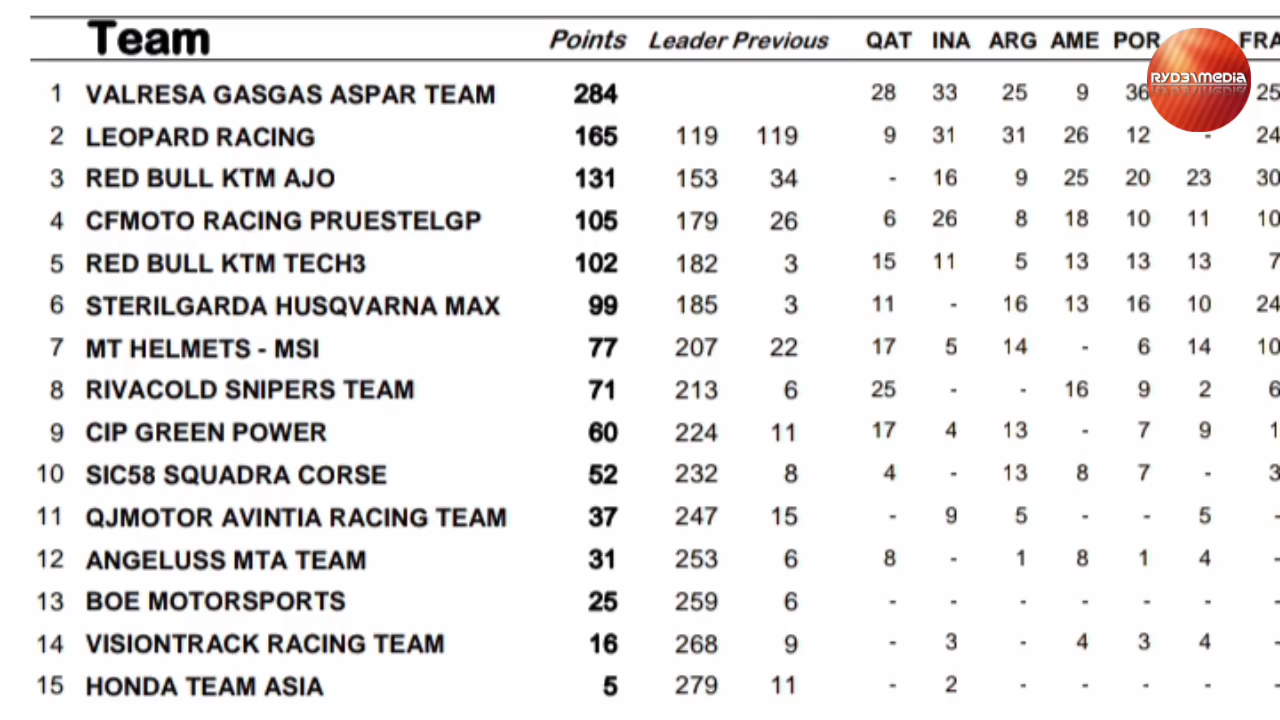 Team Points Leader Previous QAT INA ARG AME POR FRA
RYD3\MEDIA
1 VALRESA GASGAS ASPAR TEAM 284 28 33 25 9 36 25
2 LEOPARD RACING 165 119 119 9 31 31 26 12 - 24
3 RED BULL KTM AJO 131 153 34 - 16 9 25 20 23 30
4 CFMOTO RACING PRUESTELGP 105 179 26 6 26 8 18 10 11 10
5 RED BULL KTM TECH3 102 182 3 15 11 5 13 13 13 7
6 STERILGARDA HUSQVARNA MAX 99 185 3 11 - 16 13 16 10 24
7 MT HELMETS - MSI 77 207 22 17 5 14 - 6 14 10
8 RIVACOLD SNIPERS TEAM 71 213 6 25 - - 16 9 2 6
9 CIP GREEN POWER 60 224 11 17 4 13 - 7 9 1
10 SIC58 SQUADRA CORSE 52 232 8 4 - 13 8 7 - 3
11 QJMOTOR AVINTIA RACING TEAM 37 247 15 - 9 5 - - 5 -
12 ANGELUSS MTA TEAM 31 253 6 8 - 1 8 1 4 -
13 BOE MOTORSPORTS 25 259 6 - - - - - - -
14 VISIONTRACK RACING TEAM 16 268 9 - 3 - 4 3 4 -
15 HONDA TEAM ASIA 5 279 11 - 2 - - - - -